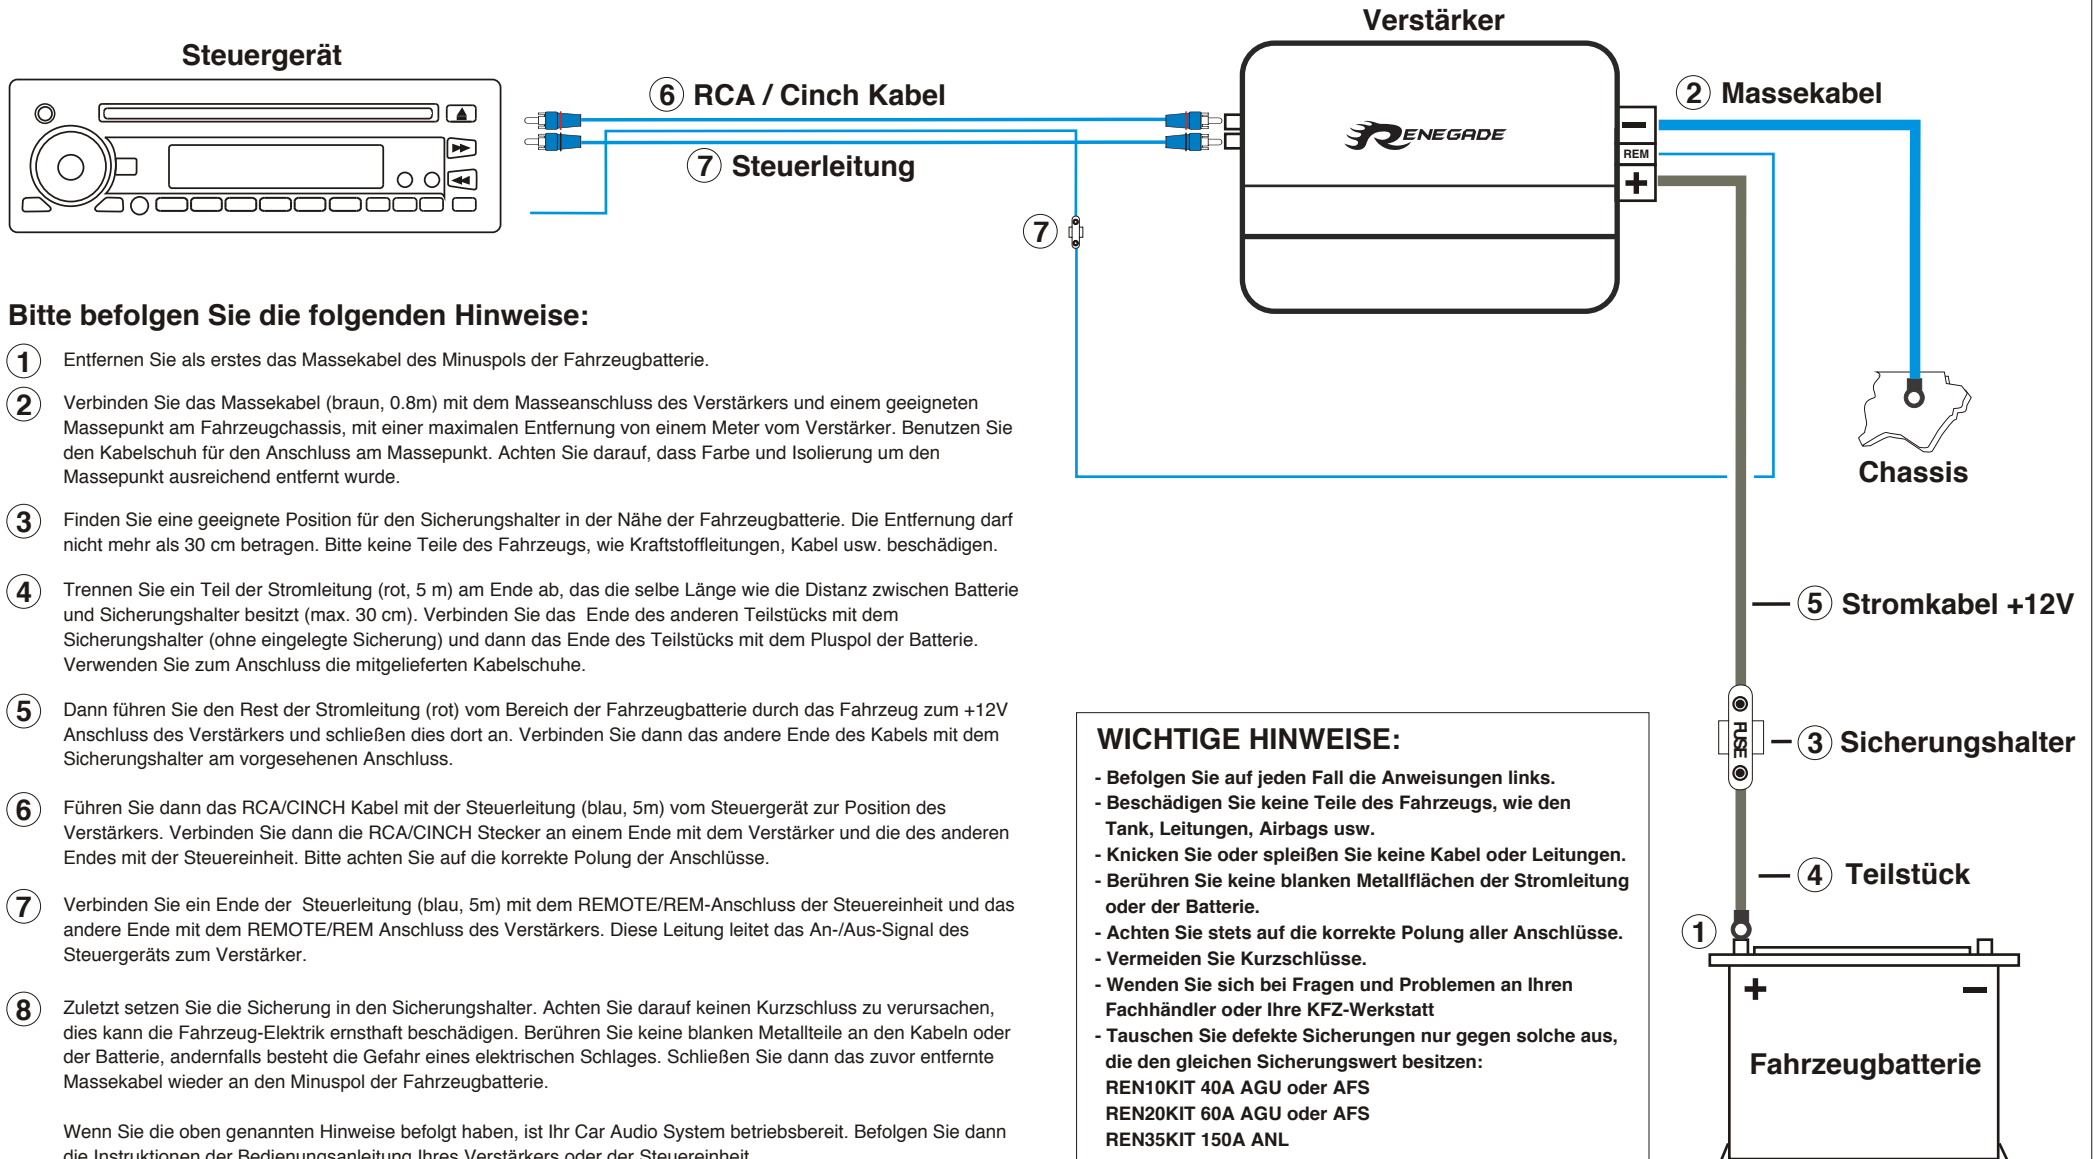 Verstärker
Steuergerät
6 RCA / Cinch Kabel
7 Steuerleitung
7
RENEGADE
2 Massekabel
–
REM
+
Chassis
5 Stromkabel +12V
FUSE
3 Sicherungshalter
4 Teilstück
1
+ –
Fahrzeugbatterie
Bitte befolgen Sie die folgenden Hinweise:
1 Entfernen Sie als erstes das Massekabel des Minuspols der Fahrzeugbatterie.
2 Verbinden Sie das Massekabel (braun, 0.8m) mit dem Masseanschluss des Verstärkers und einem geeigneten
Massepunkt am Fahrzeugchassis, mit einer maximalen Entfernung von einem Meter vom Verstärker. Benutzen Sie
den Kabelschuh für den Anschluss am Massepunkt. Achten Sie darauf, dass Farbe und Isolierung um den
Massepunkt ausreichend entfernt wurde.
3 Finden Sie eine geeignete Position für den Sicherungshalter in der Nähe der Fahrzeugbatterie. Die Entfernung darf
nicht mehr als 30 cm betragen. Bitte keine Teile des Fahrzeugs, wie Kraftstoffleitungen, Kabel usw. beschädigen.
4 Trennen Sie ein Teil der Stromleitung (rot, 5 m) am Ende ab, das die selbe Länge wie die Distanz zwischen Batterie
und Sicherungshalter besitzt (max. 30 cm). Verbinden Sie das Ende des anderen Teilstücks mit dem
Sicherungshalter (ohne eingelegte Sicherung) und dann das Ende des Teilstücks mit dem Pluspol der Batterie.
Verwenden Sie zum Anschluss die mitgelieferten Kabelschuhe.
5 Dann führen Sie den Rest der Stromleitung (rot) vom Bereich der Fahrzeugbatterie durch das Fahrzeug zum +12V
Anschluss des Verstärkers und schließen dies dort an. Verbinden Sie dann das andere Ende des Kabels mit dem
Sicherungshalter am vorgesehenen Anschluss.
6 Führen Sie dann das RCA/CINCH Kabel mit der Steuerleitung (blau, 5m) vom Steuergerät zur Position des
Verstärkers. Verbinden Sie dann die RCA/CINCH Stecker an einem Ende mit dem Verstärker und die des anderen
Endes mit der Steuereinheit. Bitte achten Sie auf die korrekte Polung der Anschlüsse.
7 Verbinden Sie ein Ende der Steuerleitung (blau, 5m) mit dem REMOTE/REM-Anschluss der Steuereinheit und das
andere Ende mit dem REMOTE/REM Anschluss des Verstärkers. Diese Leitung leitet das An-/Aus-Signal des
Steuergeräts zum Verstärker.
8 Zuletzt setzen Sie die Sicherung in den Sicherungshalter. Achten Sie darauf keinen Kurzschluss zu verursachen,
dies kann die Fahrzeug-Elektrik ernsthaft beschädigen. Berühren Sie keine blanken Metallteile an den Kabeln oder
der Batterie, andernfalls besteht die Gefahr eines elektrischen Schlages. Schließen Sie dann das zuvor entfernte
Massekabel wieder an den Minuspol der Fahrzeugbatterie.
Wenn Sie die oben genannten Hinweise befolgt haben, ist Ihr Car Audio System betriebsbereit. Befolgen Sie dann
die Instruktionen der Bedienungsanleitung Ihres Verstärkers oder der Steuereinheit.
WICHTIGE HINWEISE:
- Befolgen Sie auf jeden Fall die Anweisungen links.
- Beschädigen Sie keine Teile des Fahrzeugs, wie den
Tank, Leitungen, Airbags usw.
- Knicken Sie oder spleißen Sie keine Kabel oder Leitungen.
- Berühren Sie keine blanken Metallflächen der Stromleitung
oder der Batterie.
- Achten Sie stets auf die korrekte Polung aller Anschlüsse.
- Vermeiden Sie Kurzschlüsse.
- Wenden Sie sich bei Fragen und Problemen an Ihren
Fachhändler oder Ihre KFZ-Werkstatt
- Tauschen Sie defekte Sicherungen nur gegen solche aus,
die den gleichen Sicherungswert besitzen:
REN10KIT 40A AGU oder AFS
REN20KIT 60A AGU oder AFS
REN35KIT 150A ANL